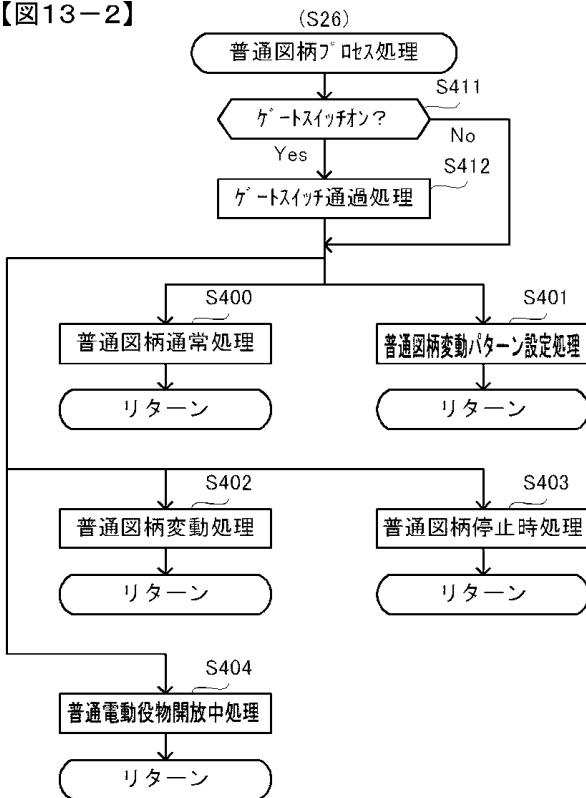 【図13-2】
(S26)
普通図柄ﾌﾟﾛｾｽ処理
S411
ｹﾞｰﾄｽｲｯﾁｵﾝ?
No
Yes
S412
ｹﾞｰﾄｽｲｯﾁ通過処理
S400
S401
普通図柄通常処理
普通図柄変動パターン設定処理
リターン
リターン
S402
S403
普通図柄変動処理
普通図柄停止時処理
リターン
リターン
S404
普通電動役物開放中処理
リターン